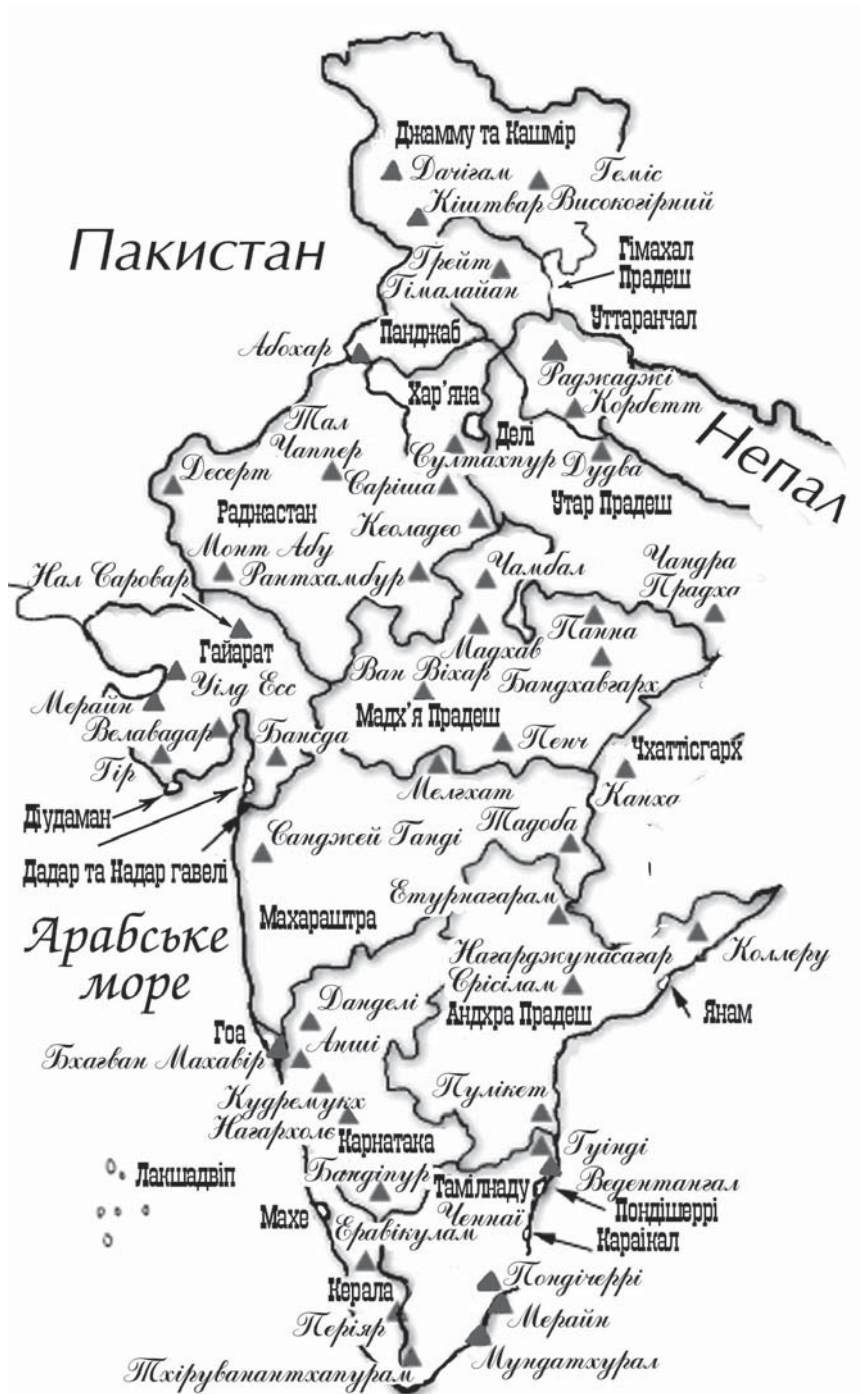 Джамму та Кашмір
Дачігам
Геміс
Високогірний
Кіштвар
Пакистан
Гімахал
Прадеш
Грейт
Гімалайан
Уттаранчал
Панджаб
Абохар
Раджаджі
Корбетт
Хар’яна
Непал
Делі
Тал
Чаппер
Султахпур
Дудва
Десерт
Саріша
Утар Прадеш
Раджастан
Кеоладео
Монт Абу
Нал Саровар
Рантхамбур
Чамбал
Чандра
Прадха
Гайарат
Панна
Мадхав
Ван Віхар
Бандхавгарх
Уілд Есс
Мерайн
Мадх’я Прадеш
Велавадар
Бансда
Пенч
Чхаттісгарх
Гір
Мелгхат
Канха
Діудаман
Санджей Ганді
Тадоба
Дадар та Надар гавелі
Етурнагарам
Махараштра
Арабське
море
Нагарджунасагар
Срісілам
Коллеру
Данделі
Андхра Прадеш
Янам
Гоа
Анші
Бхагван Махавір
Кудремукх
Нагархолє
Пулікет
Карнатака
Гуінді
Лакшадвіп
Бандіпур
Тамілнаду
Ведентангал
Ченнаї
Пондішеррі
Махе
Еравікулам
Караікал
Пондічеррі
Керала
Періяр
Мерайн
Мундатхурал
Тхіруванантхапурам